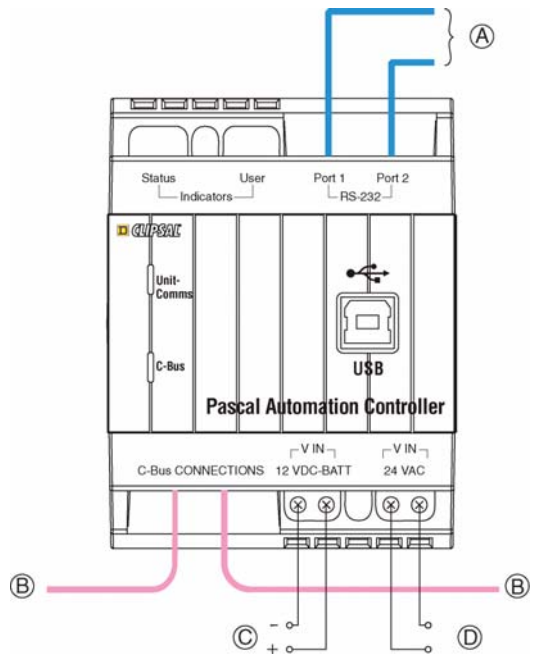 A
Status User Port 1 Port 2
Indicators RS-232
CLIPSAL
Unit-
Comms
C-Bus
USB
Pascal Automation Controller
V IN V IN
C-Bus CONNECTIONS 12 VDC-BATT 24 VAC
B B
- C D
+